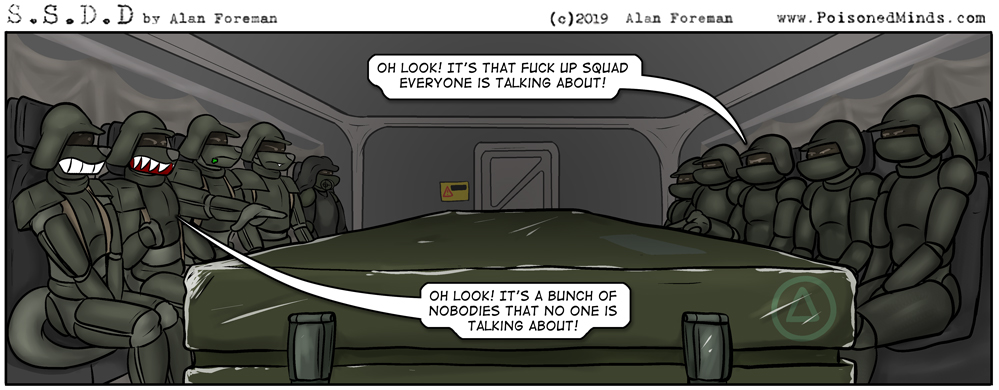 S.S.D.D by Alan Foreman (c)2019 Alan Foreman www.PoisonedMinds.com
OH LOOK! IT'S THAT FUCK UP SQUAD
EVERYONE IS TALKING ABOUT!
OH LOOK! IT'S A BUNCH OF
NOBODIES THAT NO ONE IS
TALKING ABOUT!